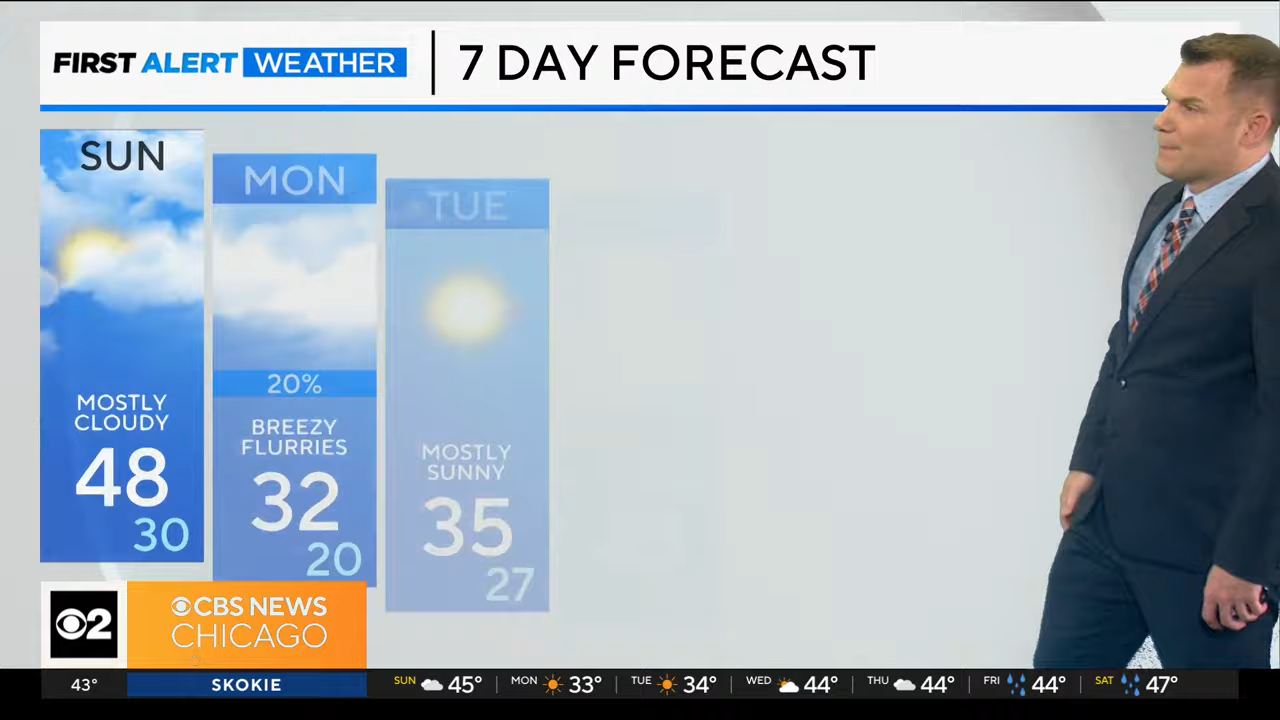 FIRST ALERT WEATHER
7 DAY FORECAST
SUN
MOSTLY
CLOUDY
48
30
MON
20%
BREEZY
FLURRIES
32
20
TUE
MOSTLY
SUNNY
35
27
2
CBS NEWS
CHICAGO
43° SKOKIE SUN 45° MON 33° TUE 34° WED 44° THU 44° FRI 44° SAT 47°